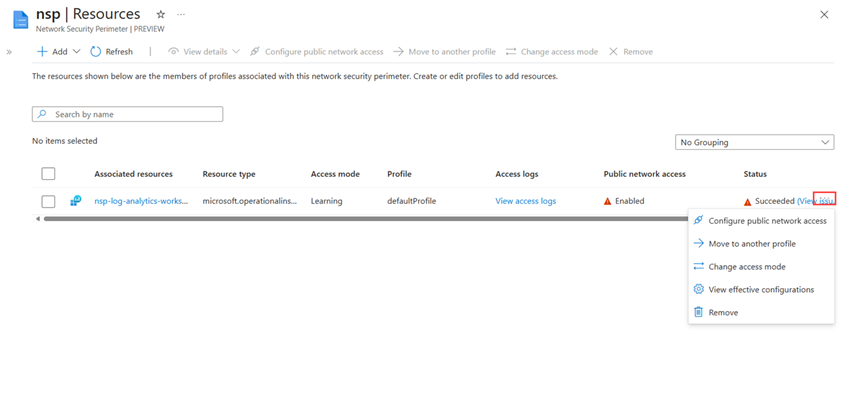 nsp | Resources
Network Security Perimeter | PREVIEW
Add
Refresh
View details
Configure public network access
Move to another profile
Change access mode
Remove
The resources shown below are the members of profiles associated with this network security perimeter. Create or edit profiles to add resources.
Search by name
No items selected
No Grouping
Associated resources Resource type Access mode Profile Access logs Public network access Status
nsp-log-analytics-works... microsoft.operationalins... Learning defaultProfile View access logs Enabled Succeeded (View issu
Configure public network access
Move to another profile
Change access mode
View effective configurations
Remove